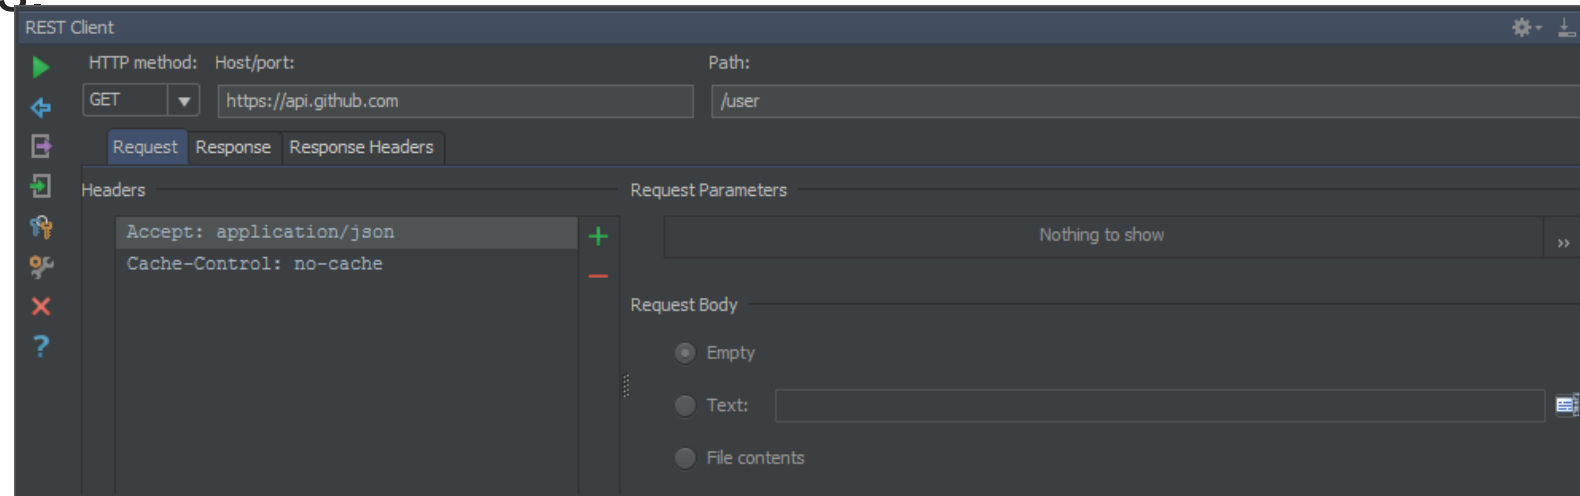 REST Client
HTTP method: Host/port: Path:
GET https://api.github.com /user
Request Response Response Headers
Headers Request Parameters
Accept: application/json
Cache-Control: no-cache
Nothing to show
Request Body
Empty
Text:
File contents